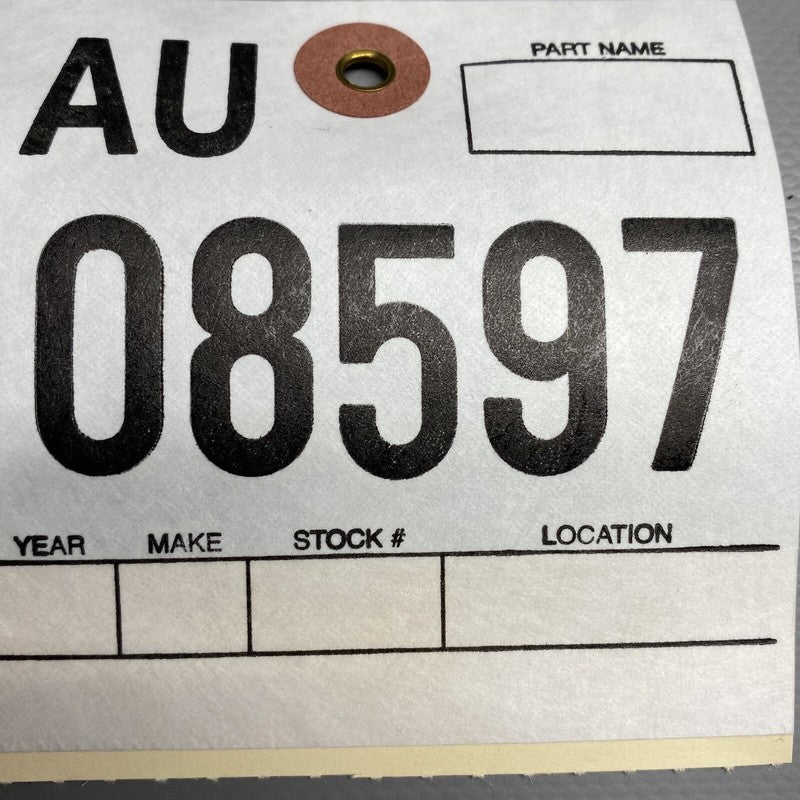 AU
PART NAME
08597
YEAR MAKE STOCK # LOCATION